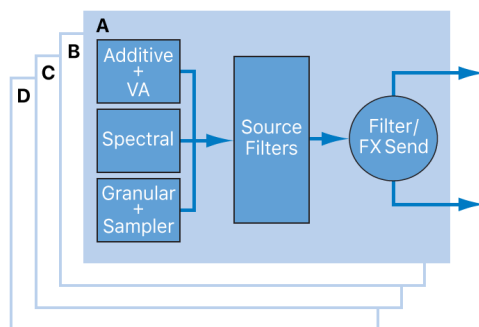 A
B
C
D
Additive
+
VA
Spectral
Granular
+
Sampler
Source
Filters
Filter/
FX Send